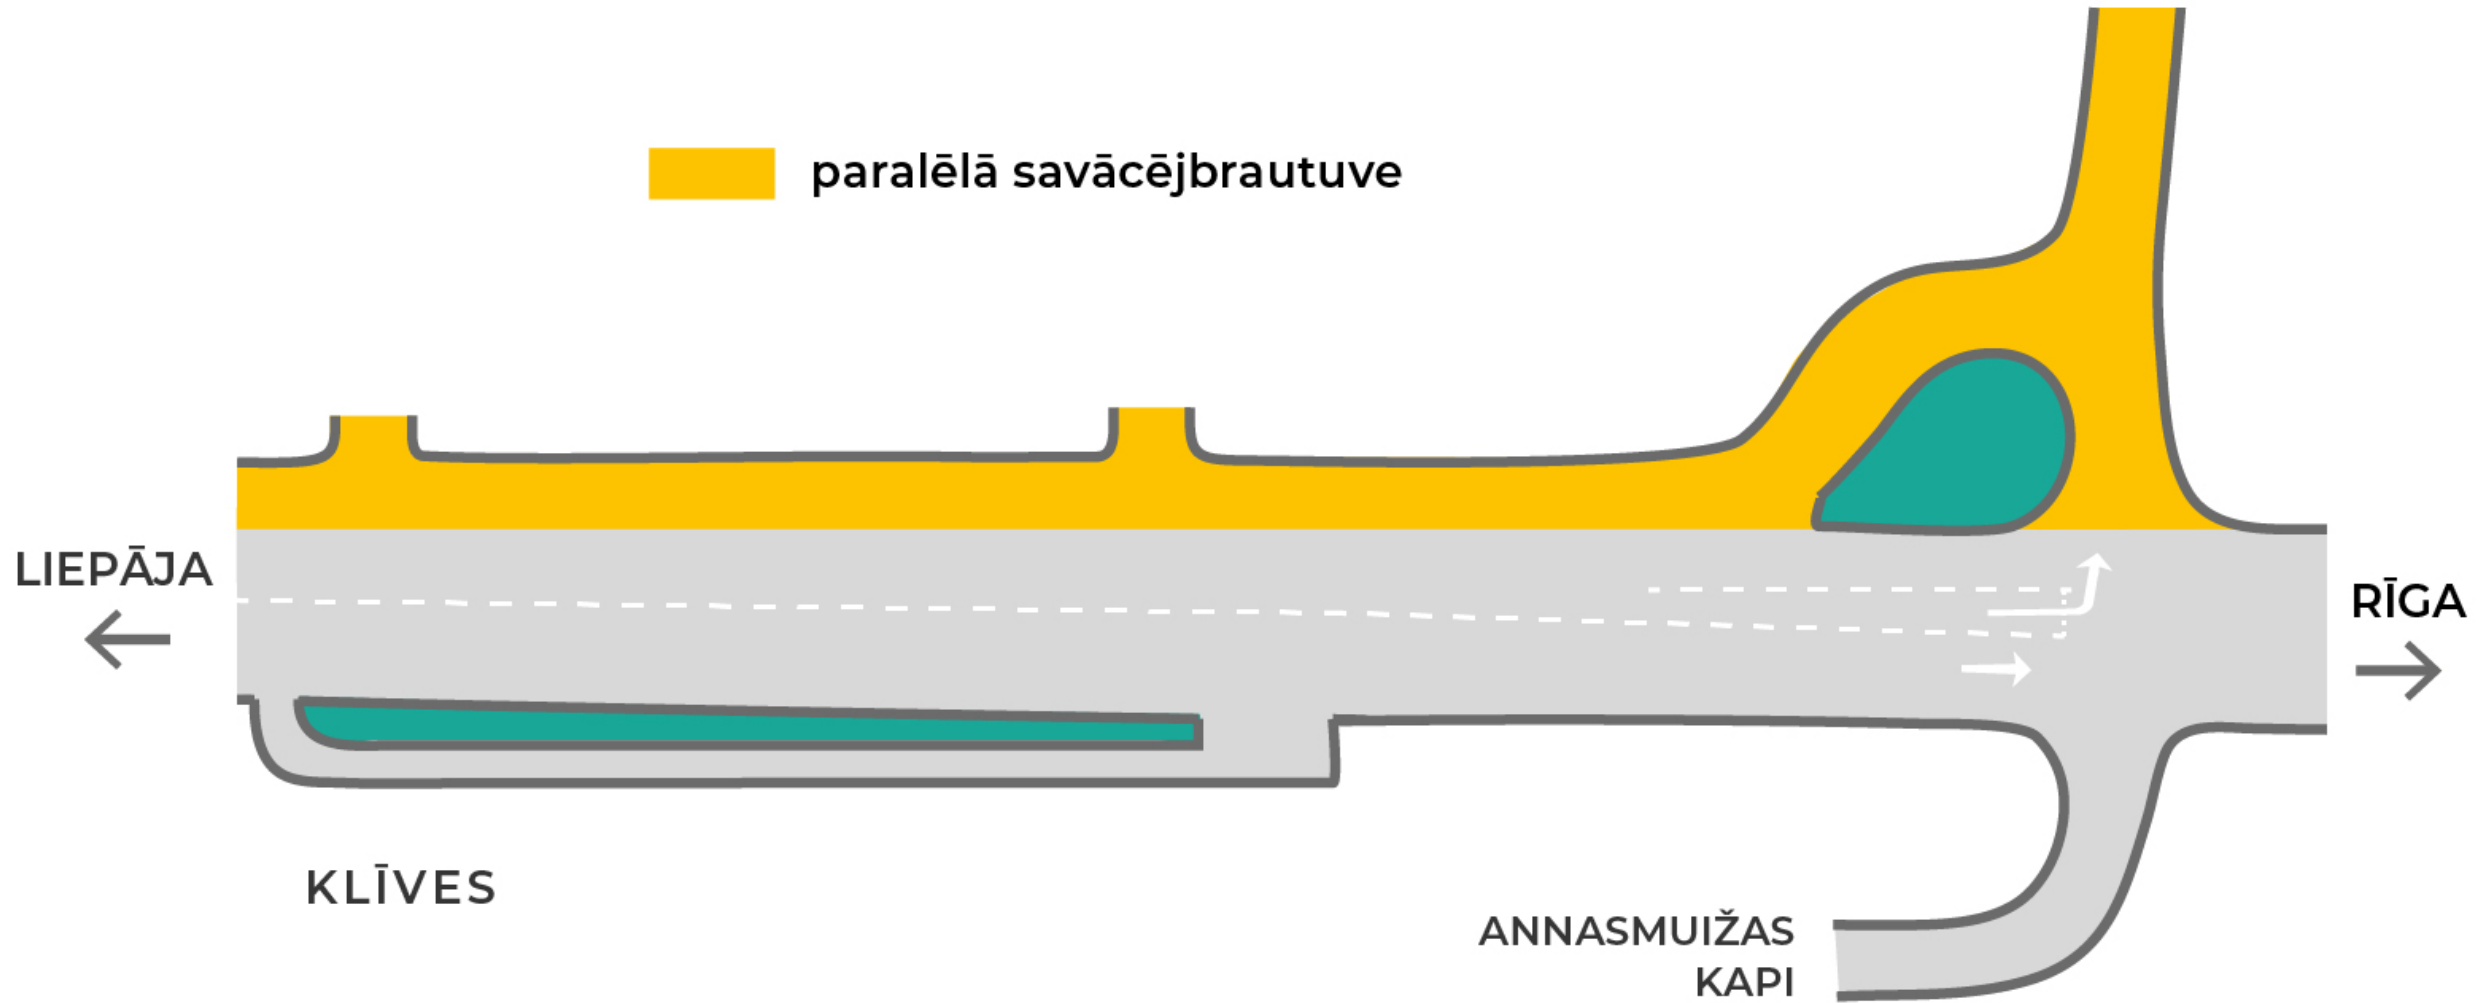 paralēlā savācējbrautuve
LIEPĀJA
RĪGA
KLĪVES
ANNASMUIŽAS
KAPI